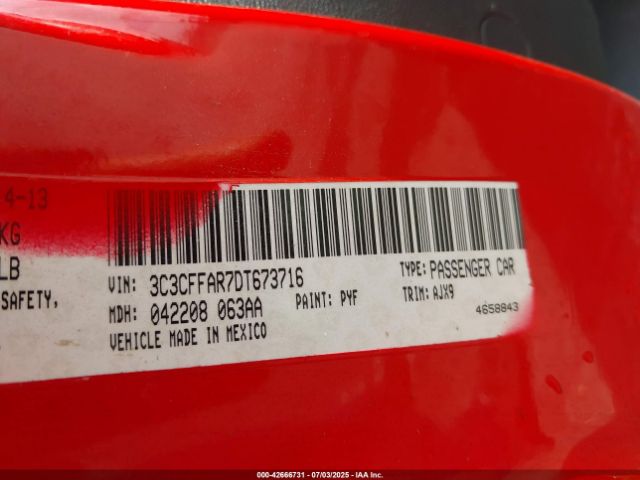 4-13
KG
LB
SAFETY,
VIN: 3C3CFFAR7DT673716
TYPE: PASSENGER CAR
MDH: 042208 063AA
PAINT: PYF
TRIM: AJX9
VEHICLE MADE IN MEXICO
4658843
000-42666731 - 07/03/2025 - IAA Inc.